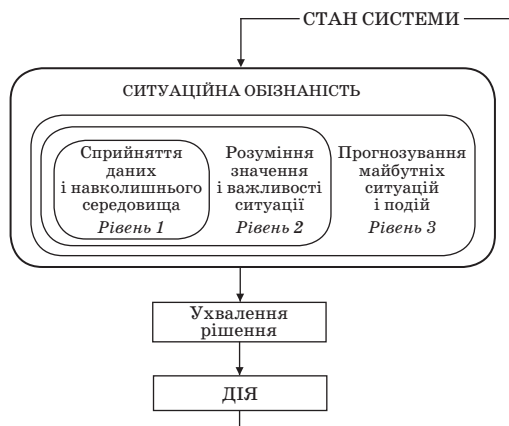 СТАН СИСТЕМИ
СИТУАЦІЙНА ОБІЗНАНІСТЬ
Сприйняття
даних
і навколишнього
середовища
Рівень 1
Розуміння
значення
і важливості
ситуації
Рівень 2
Прогнозування
майбутніх
ситуацій
і подій
Рівень 3
Ухвалення
рішення
ДІЯ